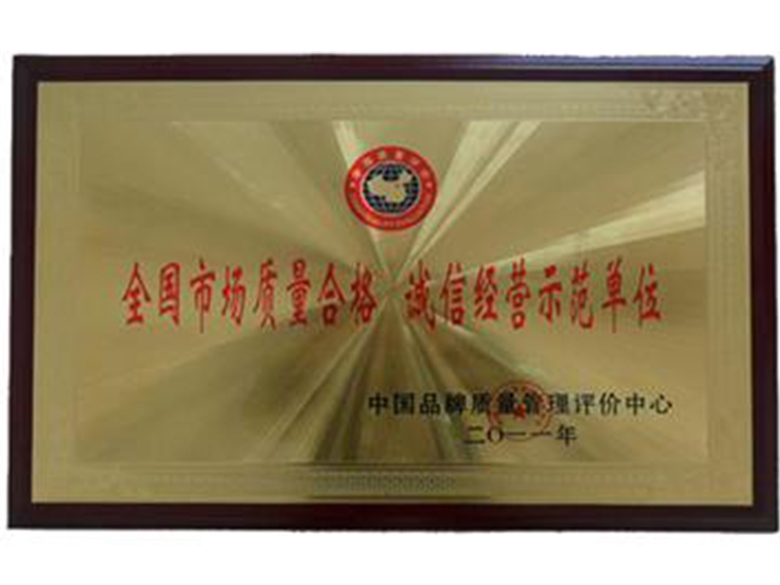 全国市场质量合格 诚信经营示范单位
中国品牌质量管理评价中心
二〇一一年